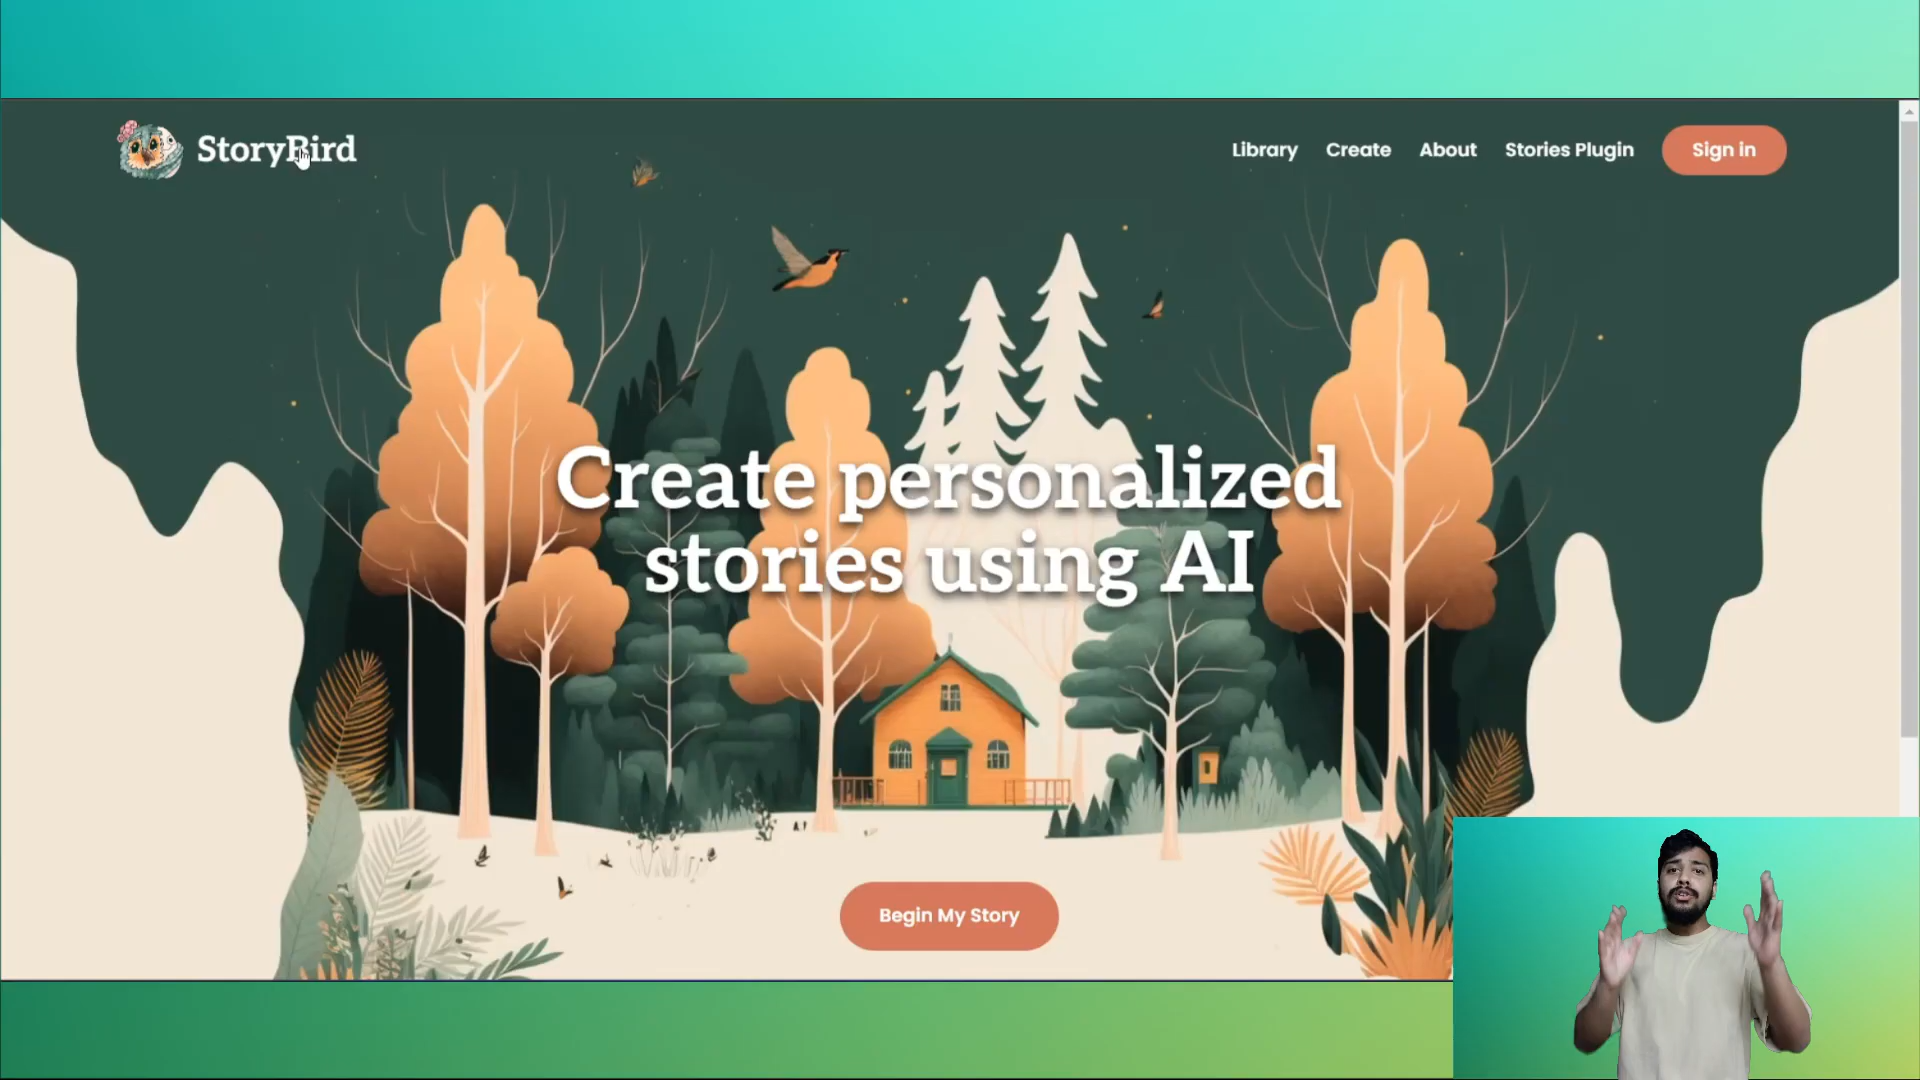 StoryBird
Library
Create
About
Stories Plugin
Sign in
Create personalized
stories using AI
Begin My Story